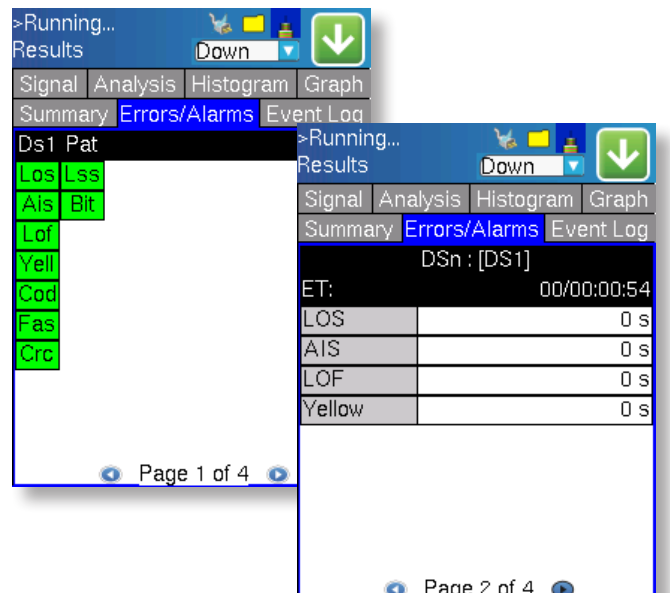 >Running...
Results Down
Signal Analysis Histogram Graph
Summary Errors/Alarms Event Log
Ds1 Pat
Los Lss
Ais Bit
Lof
Yell
Cod
Fas
Crc
Page 1 of 4
>Running...
Results Down
Signal Analysis Histogram Graph
Summary Errors/Alarms Event Log
DSn : [DS1]
ET: 00/00:00:54
LOS 0 s
AIS 0 s
LOF 0 s
Yellow 0 s
Page 2 of 4